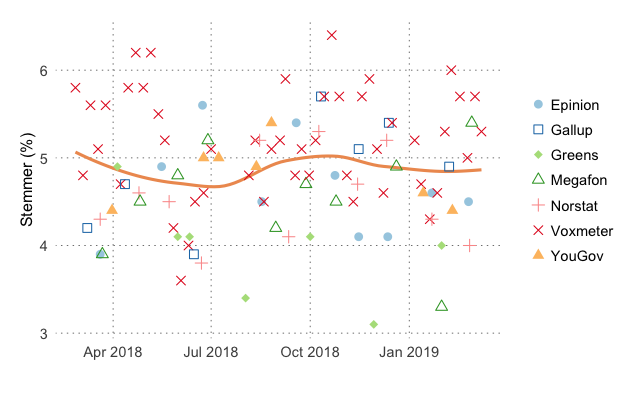 Stemmer (%)
6
5
4
3
Apr 2018
Jul 2018
Oct 2018
Jan 2019
Epinion
Gallup
Greens
Megafon
Norstat
Voxmeter
YouGov